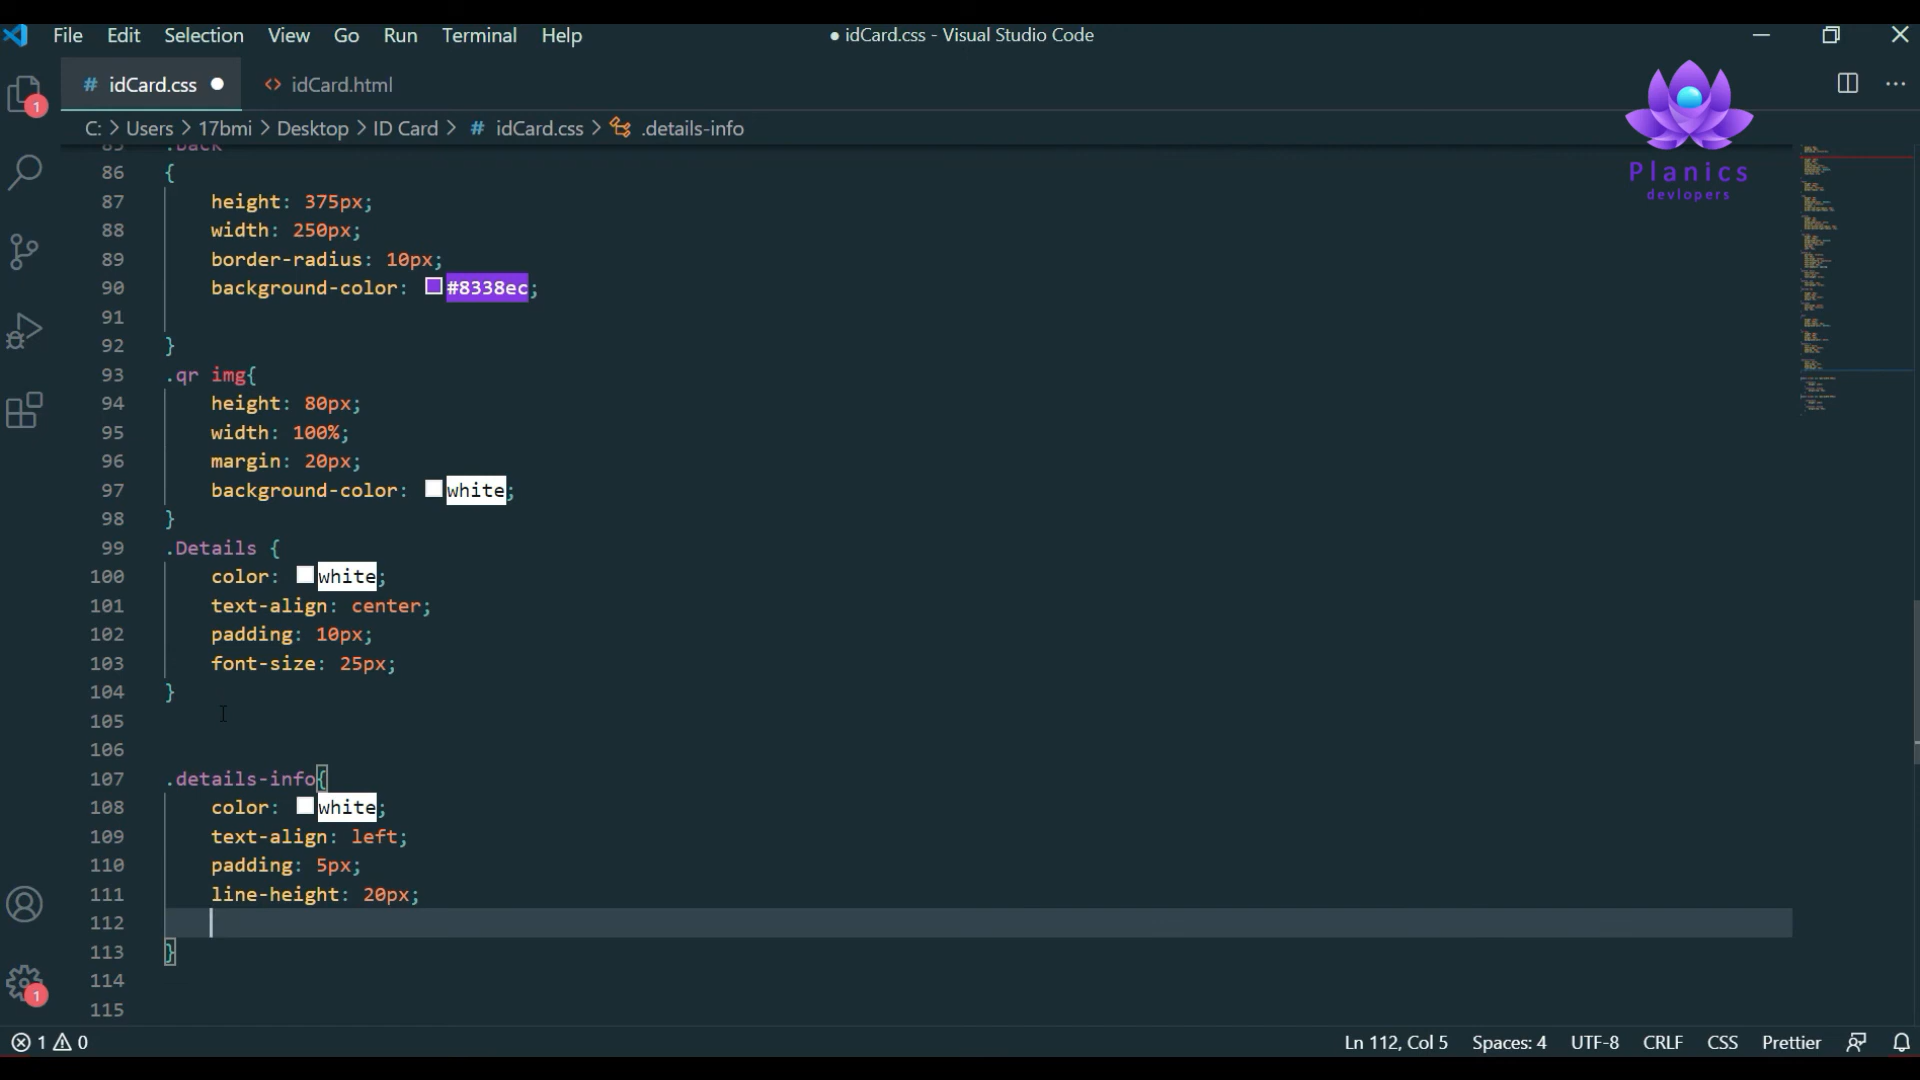 File Edit Selection View Go Run Terminal Help ● idCard.css - Visual Studio Code
# idCard.css ● <> idCard.html
C: > Users > 17bmi > Desktop > ID Card > # idCard.css > .details-info
Planics
devlopers
1
85 .back
86 {
87 height: 375px;
88 width: 250px;
89 border-radius: 10px;
90 background-color: #8338ec;
91
92 }
93 .qr img{
94 height: 80px;
95 width: 100%;
96 margin: 20px;
97 background-color: white;
98 }
99 .Details {
100 color: white;
101 text-align: center;
102 padding: 10px;
103 font-size: 25px;
104 }
105
106
107 .details-info{
108 color: white;
109 text-align: left;
110 padding: 5px;
111 line-height: 20px;
112
113 }
114
115
1
1 0 Ln 112, Col 5 Spaces: 4 UTF-8 CRLF CSS Prettier